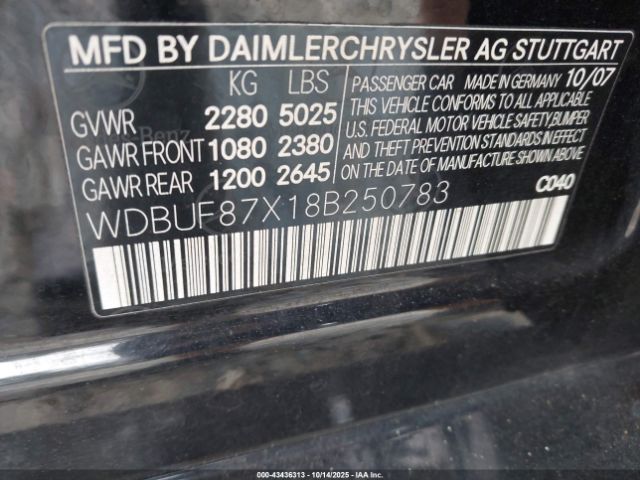 MFD BY DAIMLERCHRYSLER AG STUTTGART
KG LBS
GVWR 2280 5025
GAWR FRONT 1080 2380
GAWR REAR 1200 2645
PASSENGER CAR MADE IN GERMANY 10/07
THIS VEHICLE CONFORMS TO ALL APPLICABLE
U.S. FEDERAL MOTOR VEHICLE SAFETY,BUMPER
AND THEFT PREVENTION STANDARDS IN EFFECT
ON THE DATE OF MANUFACTURE SHOWN ABOVE.
WDBUF87X18B250783
C040
© 000-43436313 - 10/14/2025 - © IAAI, INC.